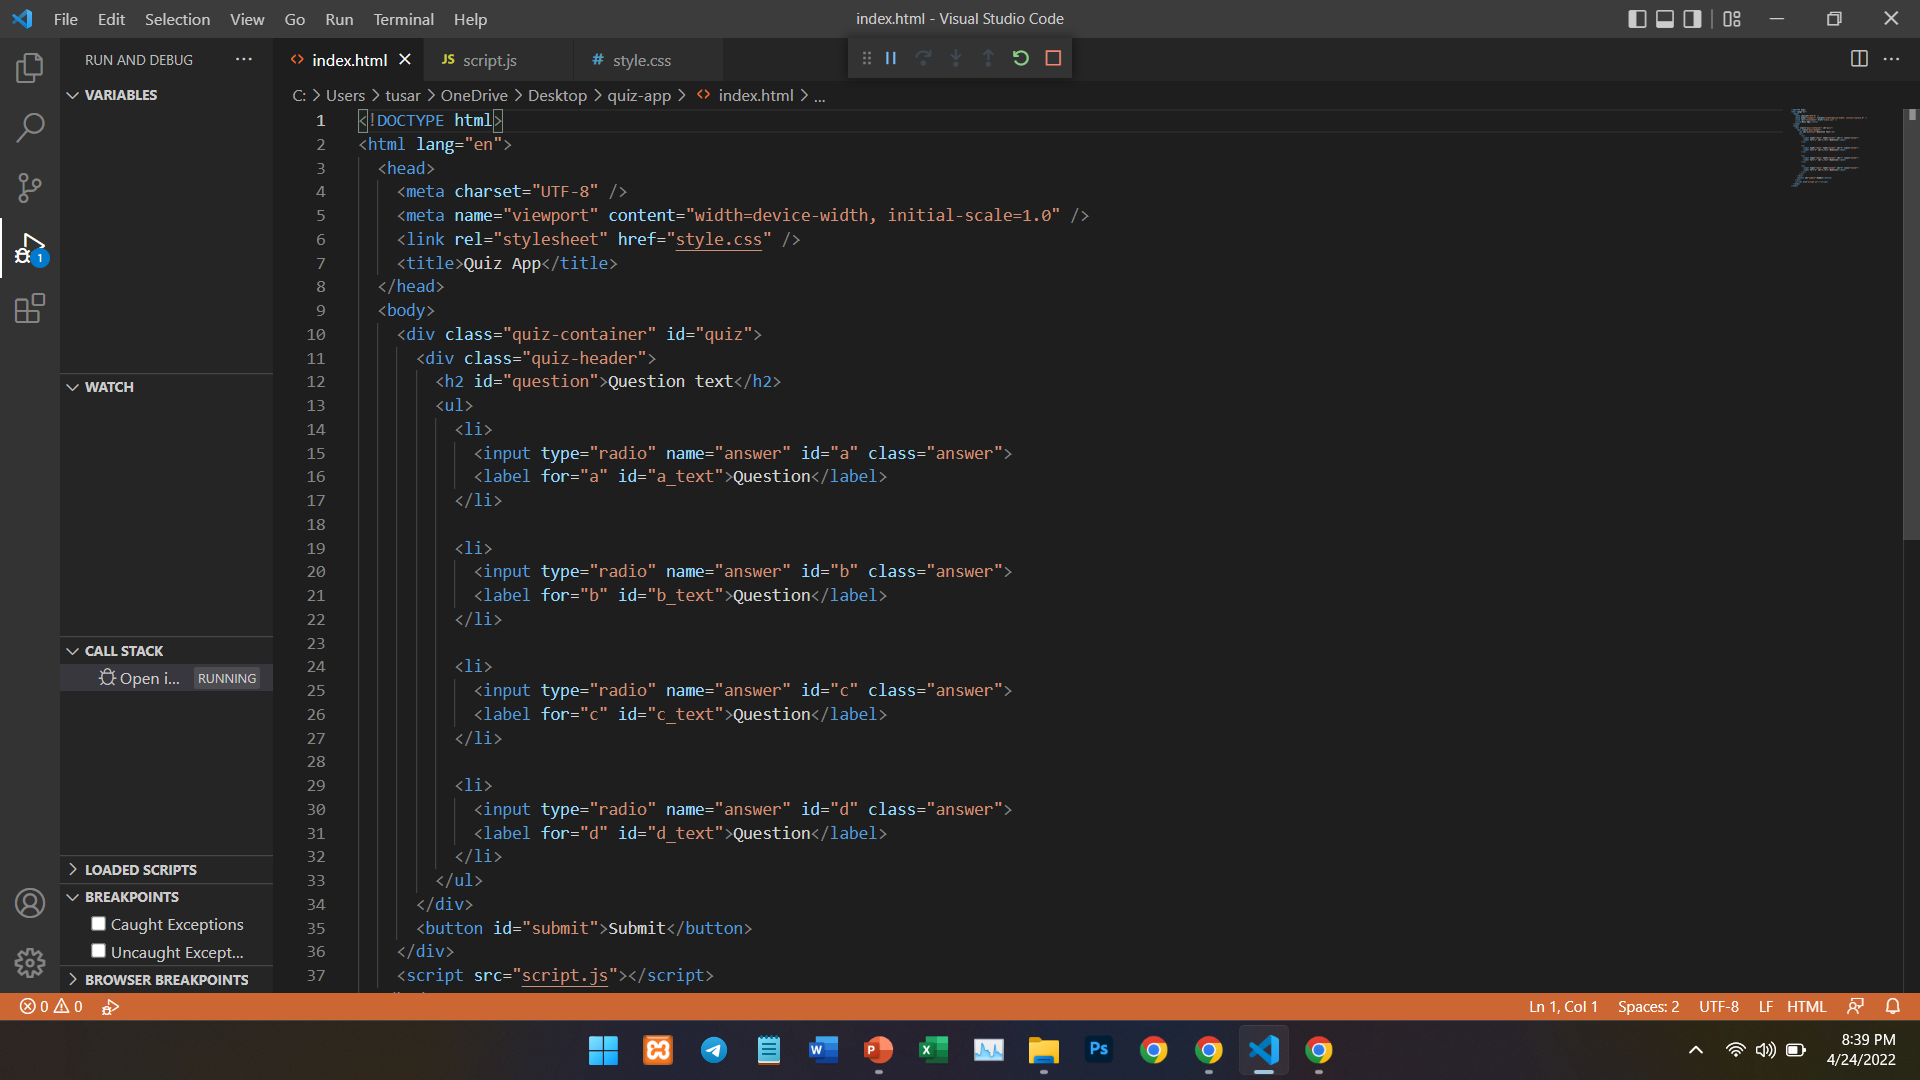 File Edit Selection View Go Run Terminal Help
index.html - Visual Studio Code
RUN AND DEBUG
index.html
JS script.js
# style.css
C: > Users > tusar > OneDrive > Desktop > quiz-app > <> index.html > ...
VARIABLES
WATCH
CALL STACK
Open i... RUNNING
LOADED SCRIPTS
BREAKPOINTS
Caught Exceptions
Uncaught Except...
BROWSER BREAKPOINTS
1 <!DOCTYPE html>
2 <html lang="en">
3 <head>
4 <meta charset="UTF-8" />
5 <meta name="viewport" content="width=device-width, initial-scale=1.0" />
6 <link rel="stylesheet" href="style.css" />
7 <title>Quiz App</title>
8 </head>
9 <body>
10 <div class="quiz-container" id="quiz">
11 <div class="quiz-header">
12 <h2 id="question">Question text</h2>
13 <ul>
14 <li>
15 <input type="radio" name="answer" id="a" class="answer">
16 <label for="a" id="a_text">Question</label>
17 </li>
18
19 <li>
20 <input type="radio" name="answer" id="b" class="answer">
21 <label for="b" id="b_text">Question</label>
22 </li>
23
24 <li>
25 <input type="radio" name="answer" id="c" class="answer">
26 <label for="c" id="c_text">Question</label>
27 </li>
28
29 <li>
30 <input type="radio" name="answer" id="d" class="answer">
31 <label for="d" id="d_text">Question</label>
32 </li>
33 </ul>
34 </div>
35 <button id="submit">Submit</button>
36 </div>
37 <script src="script.js"></script>
0 0
Ln 1, Col 1 Spaces: 2 UTF-8 LF HTML
8:39 PM
4/24/2022